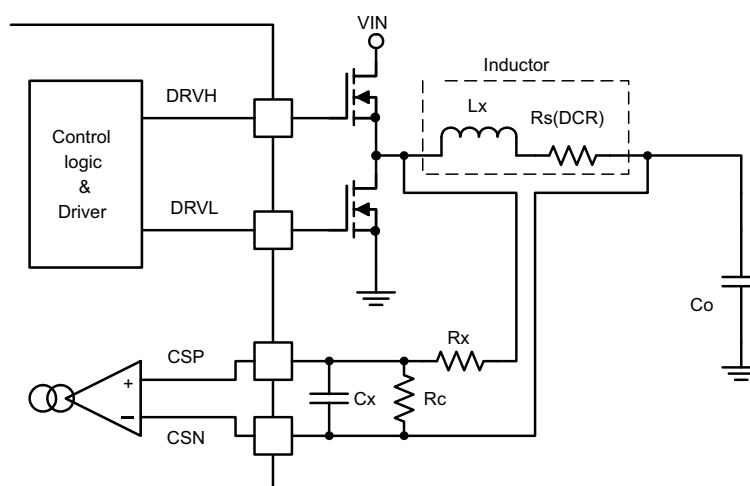 VIN
Inductor
DRVH
Lx
Rs(DCR)
Control
logic
&
Driver
DRVL
Co
Rx
CSP
+
Cx
Rc
–
CSN